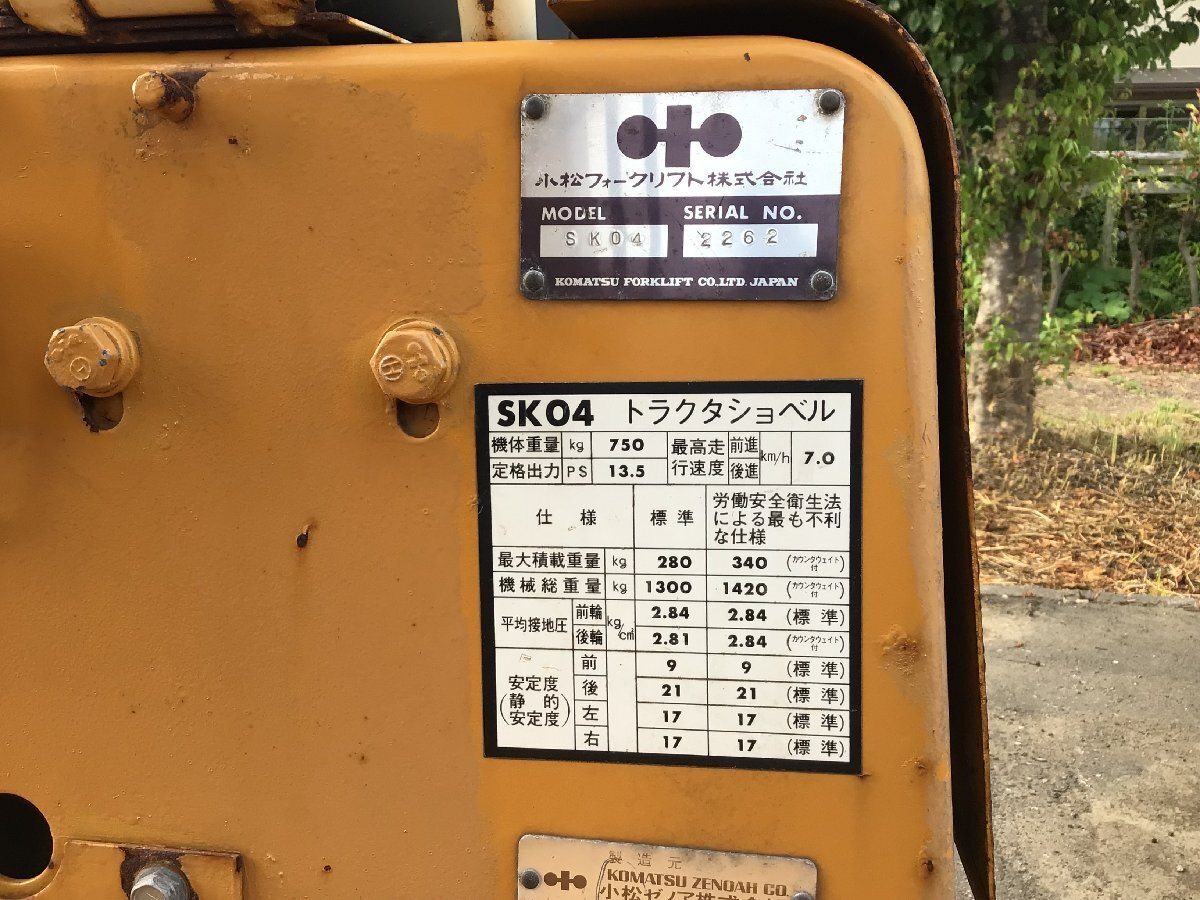 小松フォークリフト株式会社
MODEL SERIAL NO.
SK04 2262
KOMATSU FORKLIFT CO.,LTD. JAPAN
SK04 トラクタショベル
機体重量 kg 750 最高走行速度 前進 後進 km/h 7.0
定格出力 PS 13.5
仕様 標準 労働安全衛生法による最も不利な仕様
最大積載重量 kg 280 340 (カウンタウェイト付)
機械総重量 kg 1300 1420 (カウンタウェイト付)
平均接地圧 前輪 kg/cm² 2.84 2.84 (標準)
後輪 2.81 2.84 (カウンタウェイト付)
安定度(静的安定度) 前 9 9 (標準)
後 21 21 (標準)
左 17 17 (標準)
右 17 17 (標準)
製造元
KOMATSU ZENOAH CO.
小松ゼノア株式会